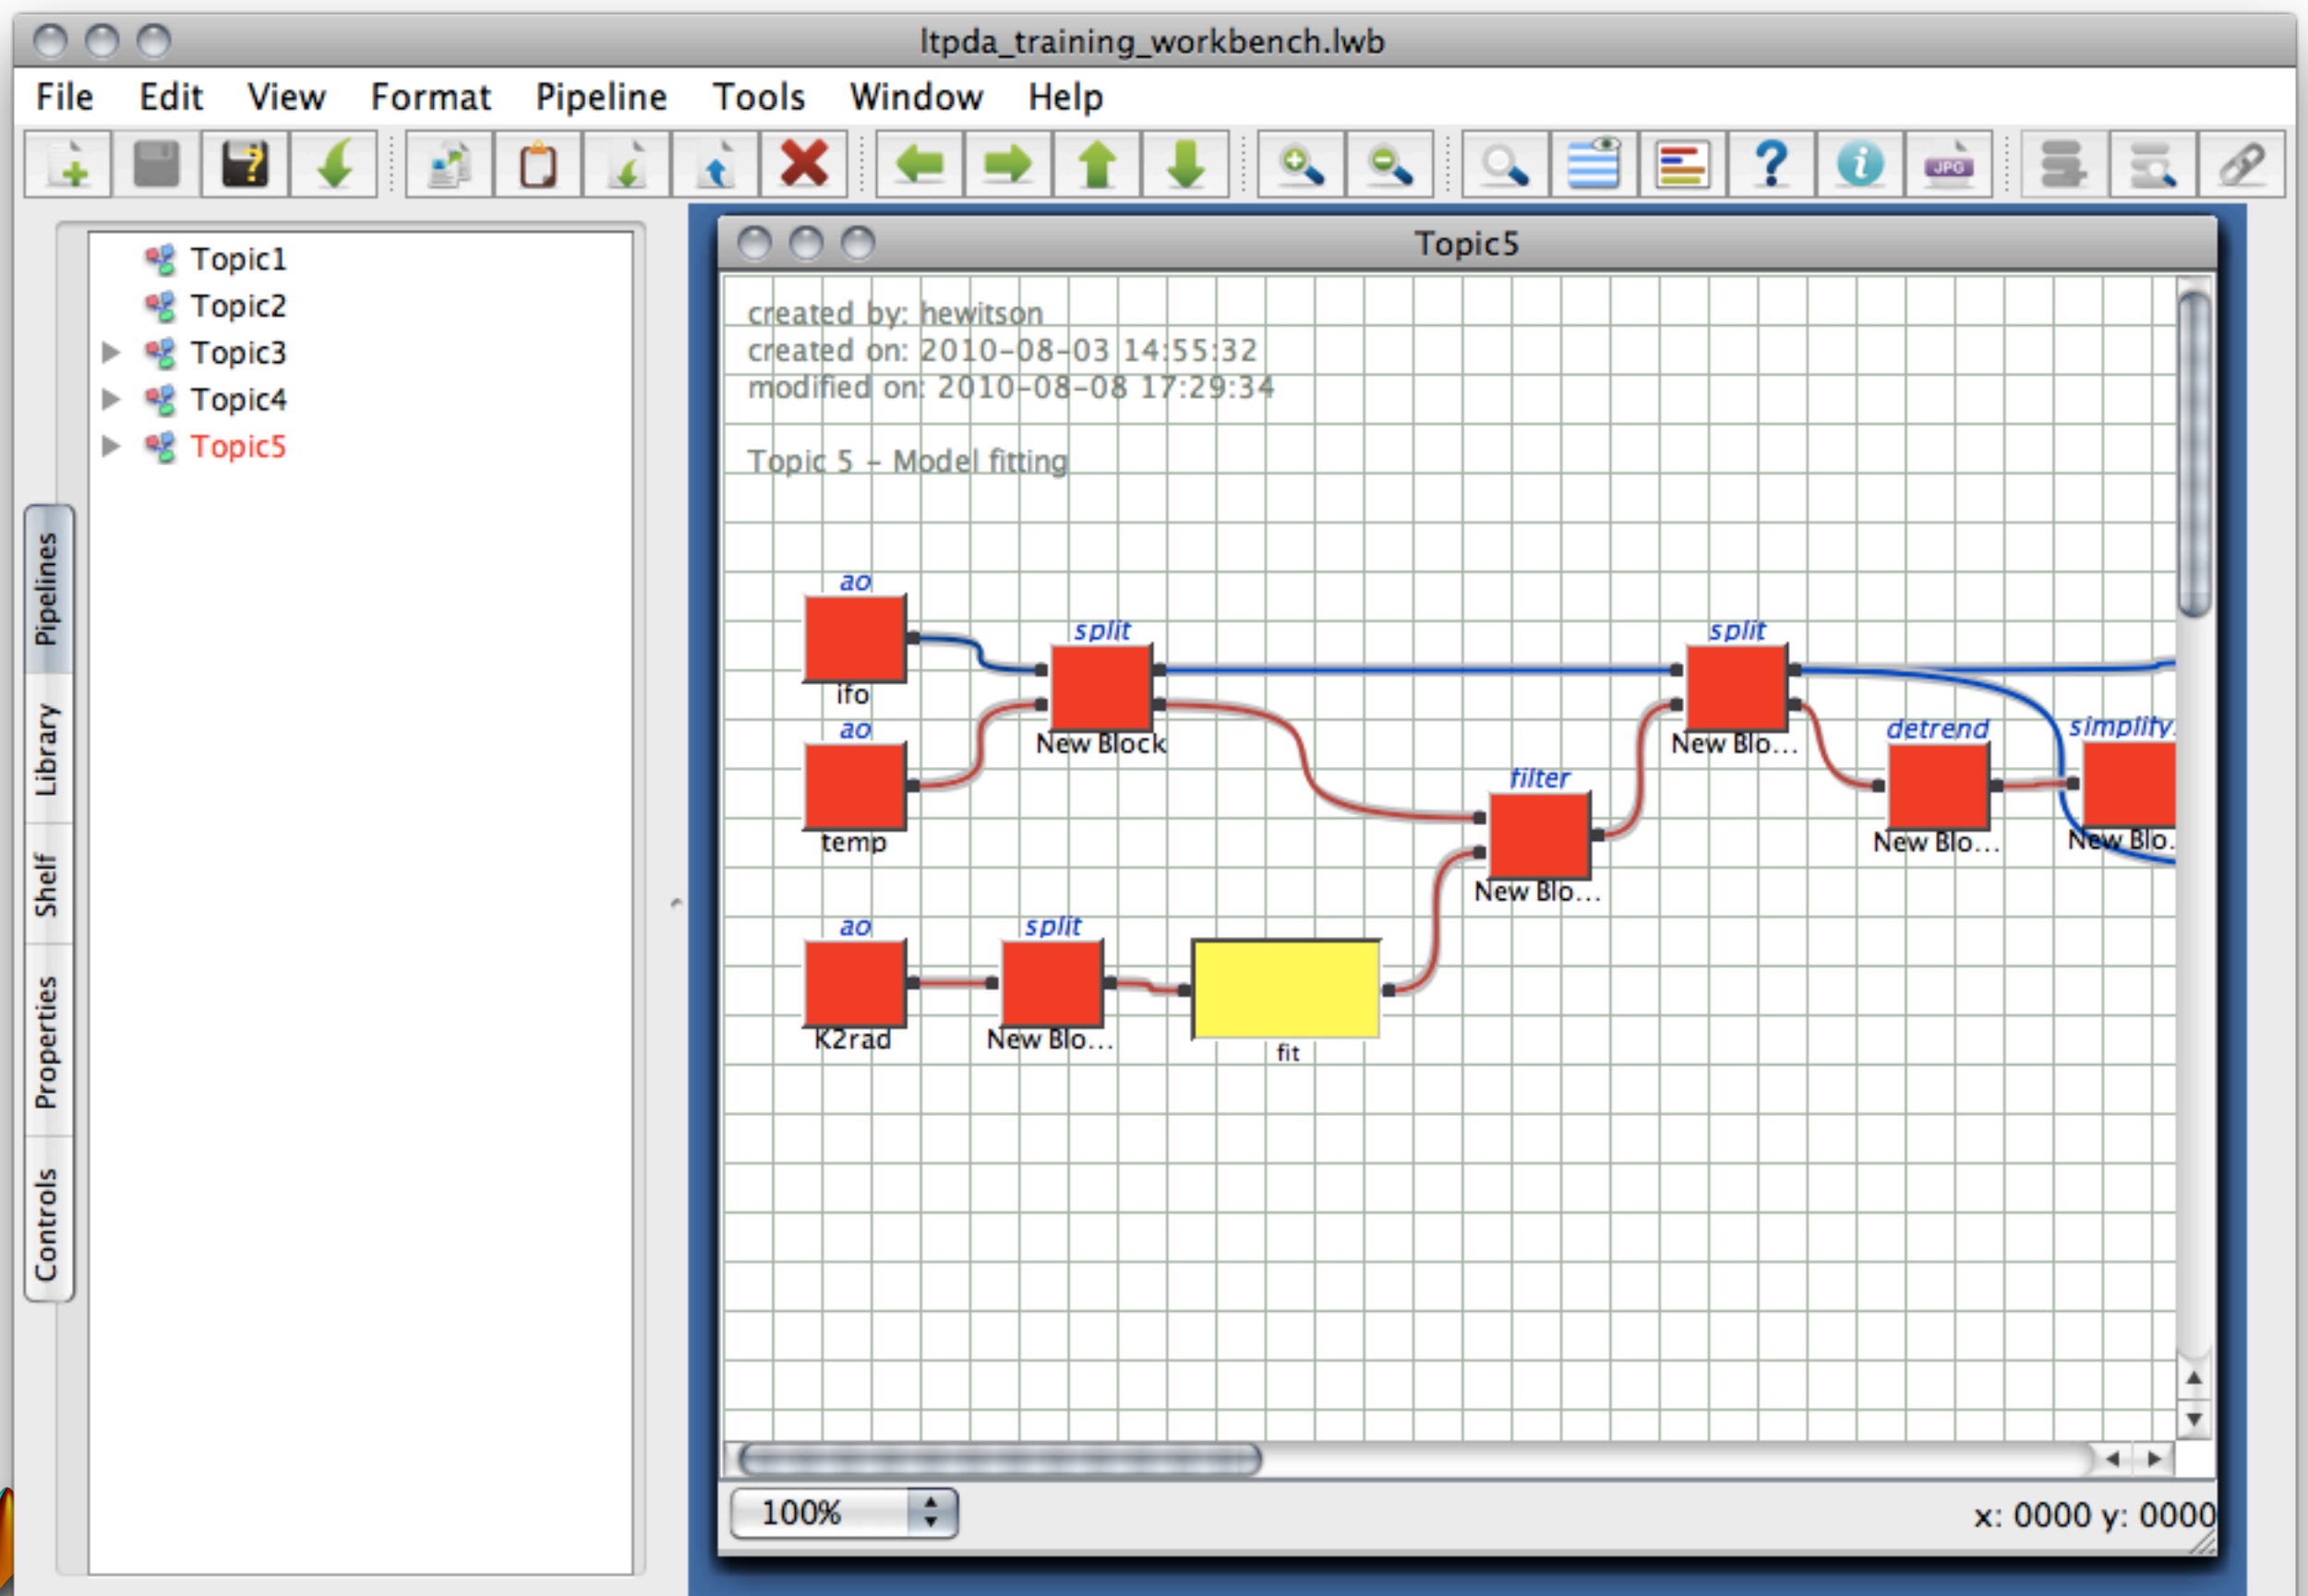 ltpda_training_workbench.lwb
File Edit View Format Pipeline Tools Window Help
JPG
Topic1
Topic2
Topic3
Topic4
Topic5
Pipelines
Library
Shelf
Properties
Controls
Topic5
created by: hewitson
created on: 2010-08-03 14:55:32
modified on: 2010-08-08 17:29:34
Topic 5 - Model fitting
ao
ifo
split
New Block
split
New Blo...
ao
temp
detrend
New Blo...
simplify.
New Blo.
filter
New Blo...
ao
K2rad
split
New Blo...
fit
100%
x: 0000 y: 0000